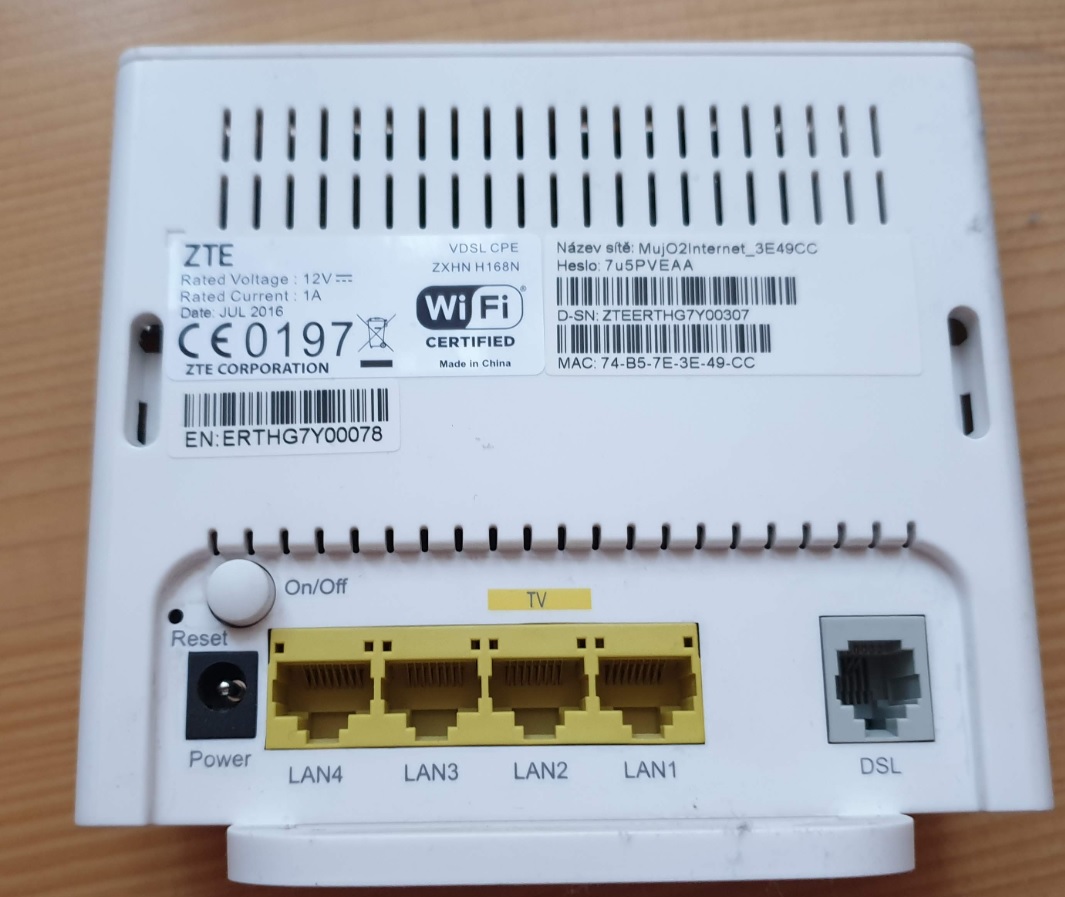 ZTE
VDSL CPE
ZXHN H168N
Rated Voltage : 12V
Rated Current : 1A
Date: JUL 2016
CE0197
ZTE CORPORATION
WiFi®
CERTIFIED
Made in China
Název sítě: MujO2Internet_3E49CC
Heslo: 7u5PVEAA
D-SN: ZTEERTHG7Y00307
MAC: 74-B5-7E-3E-49-CC
EN:ERTHG7Y00078
On/Off
TV
Reset
Power
LAN4
LAN3
LAN2
LAN1
DSL